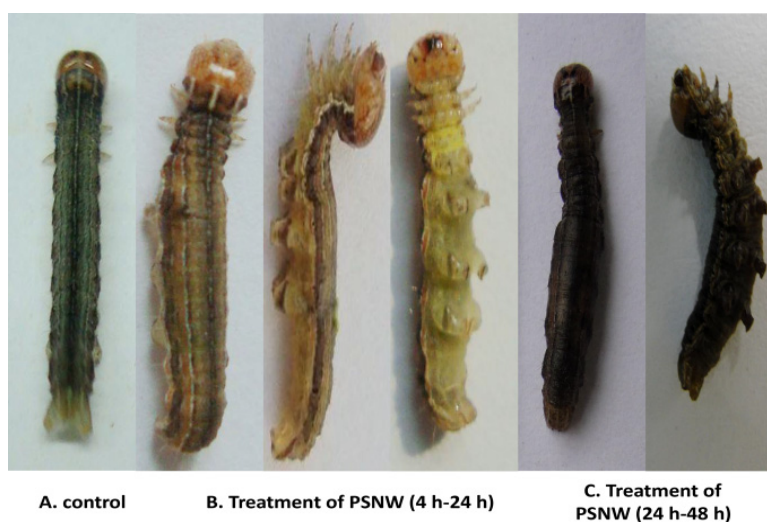 A. control
B. Treatment of PSNW (4 h-24 h)
C. Treatment of
PSNW (24 h-48 h)